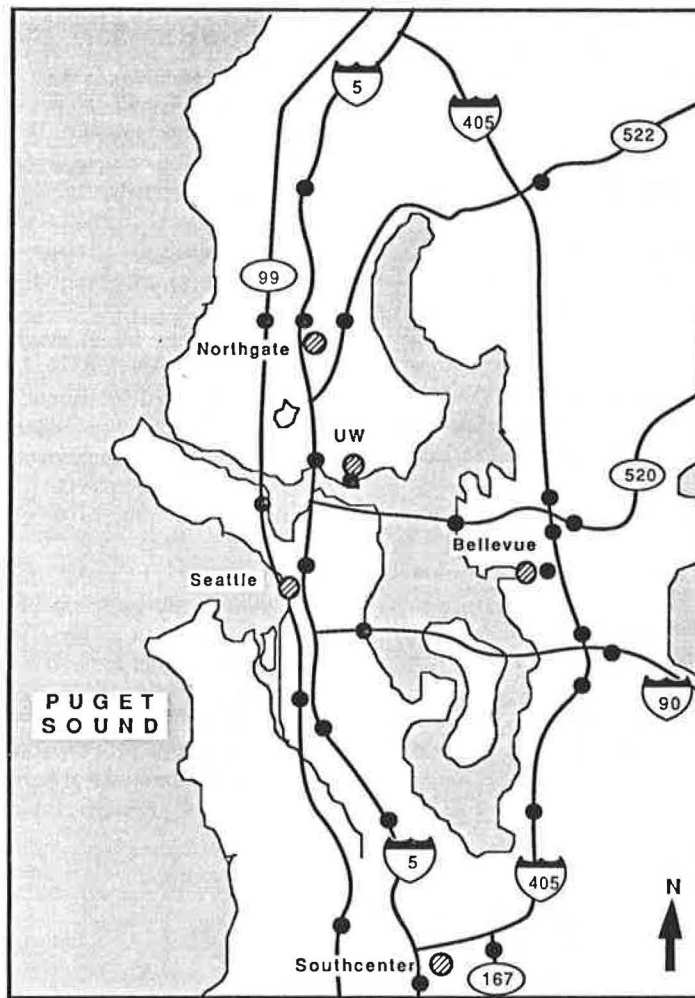 5
405
522
99
Northgate
UW
520
Bellevue
Seattle
PUGET
SOUND
90
5
405
N
Southcenter
167